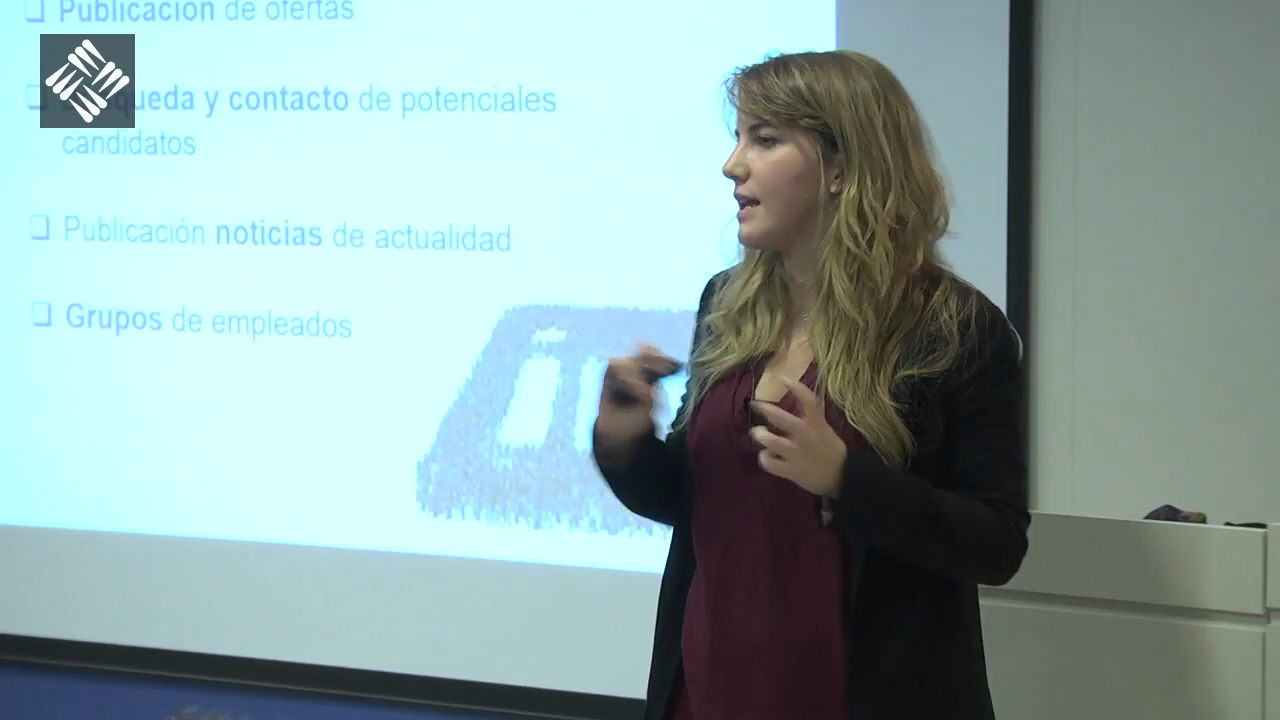 ❑ Publicación de ofertas
queda y contacto de potenciales
candidatos
❑ Publicación noticias de actualidad
❑ Grupos de empleados